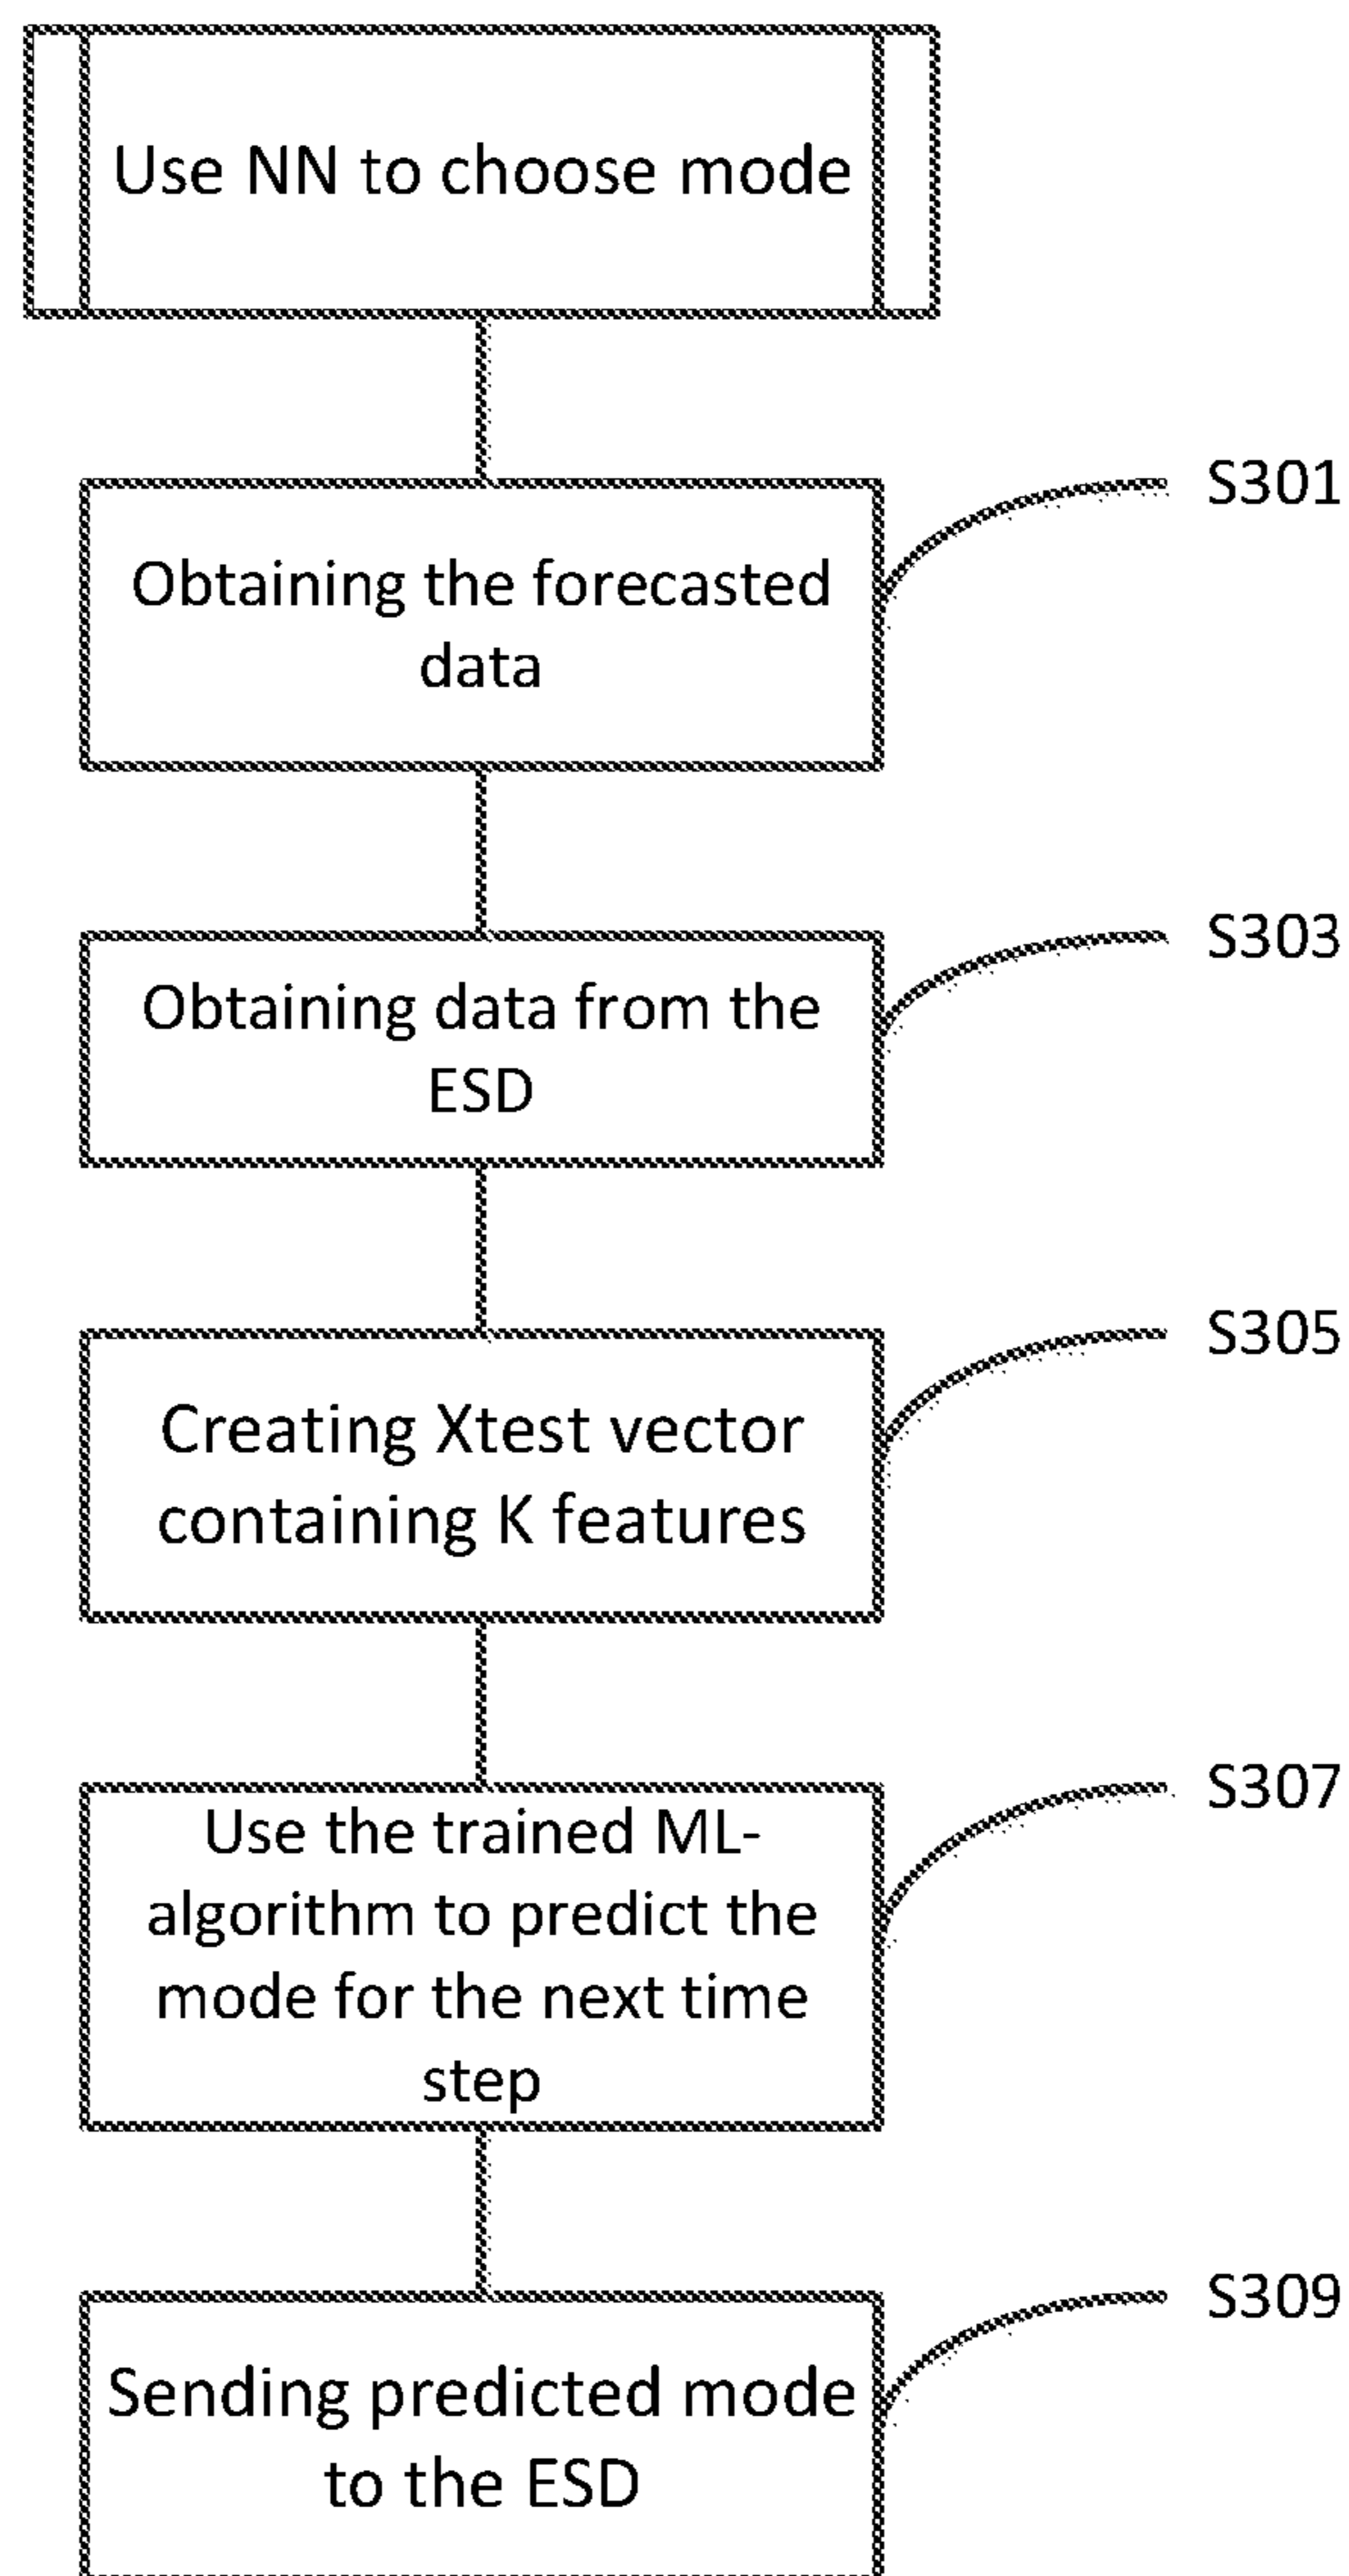 Use NN to choose mode
S301
Obtaining the forecasted
data
S303
Obtaining data from the
ESD
S305
Creating Xtest vector
containing K features
S307
Use the trained ML-
algorithm to predict the
mode for the next time
step
S309
Sending predicted mode
to the ESD